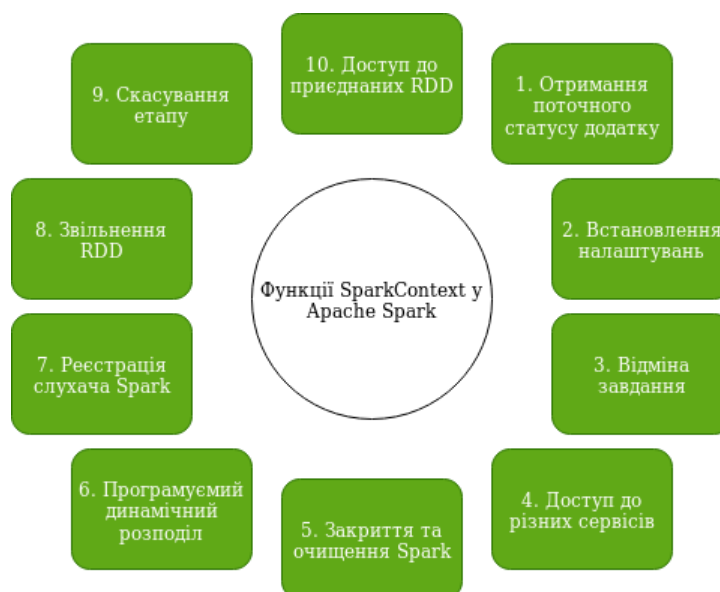 10. Доступ до
приєднаних RDD
1. Отримання
поточного
статусу додатку
2. Встановлення
налаштувань
3. Відміна
завдання
4. Доступ до
різних сервісів
5. Закриття та
очищення Spark
6. Програмуємий
динамічний
розподіл
7. Реєстрація
слухача Spark
8. Звільнення
RDD
9. Скасування
етапу
Функції SparkContext у
Apache Spark